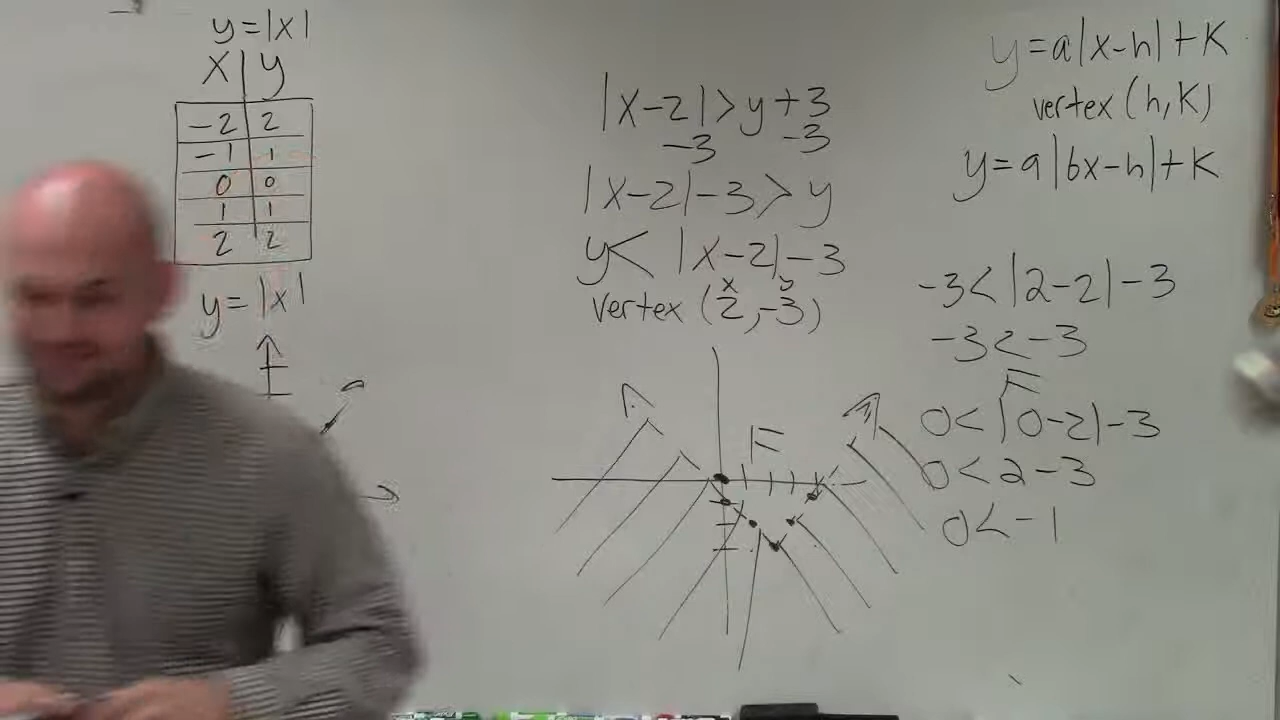 y=|x|
x | y
-2 | 2
-1 | 1
0 | 0
1 | 1
2 | 2
y=|x|
|x-2|>y+3
-3 -3
|x-2|-3>y
y<|x-2|-3
x y
vertex (2,-3)
F
y=a|x-h|+K
vertex (h,K)
y=a|bx-h|+K
-3<|2-2|-3
-3<-3
F
0<|0-2|-3
0<2-3
0<-1